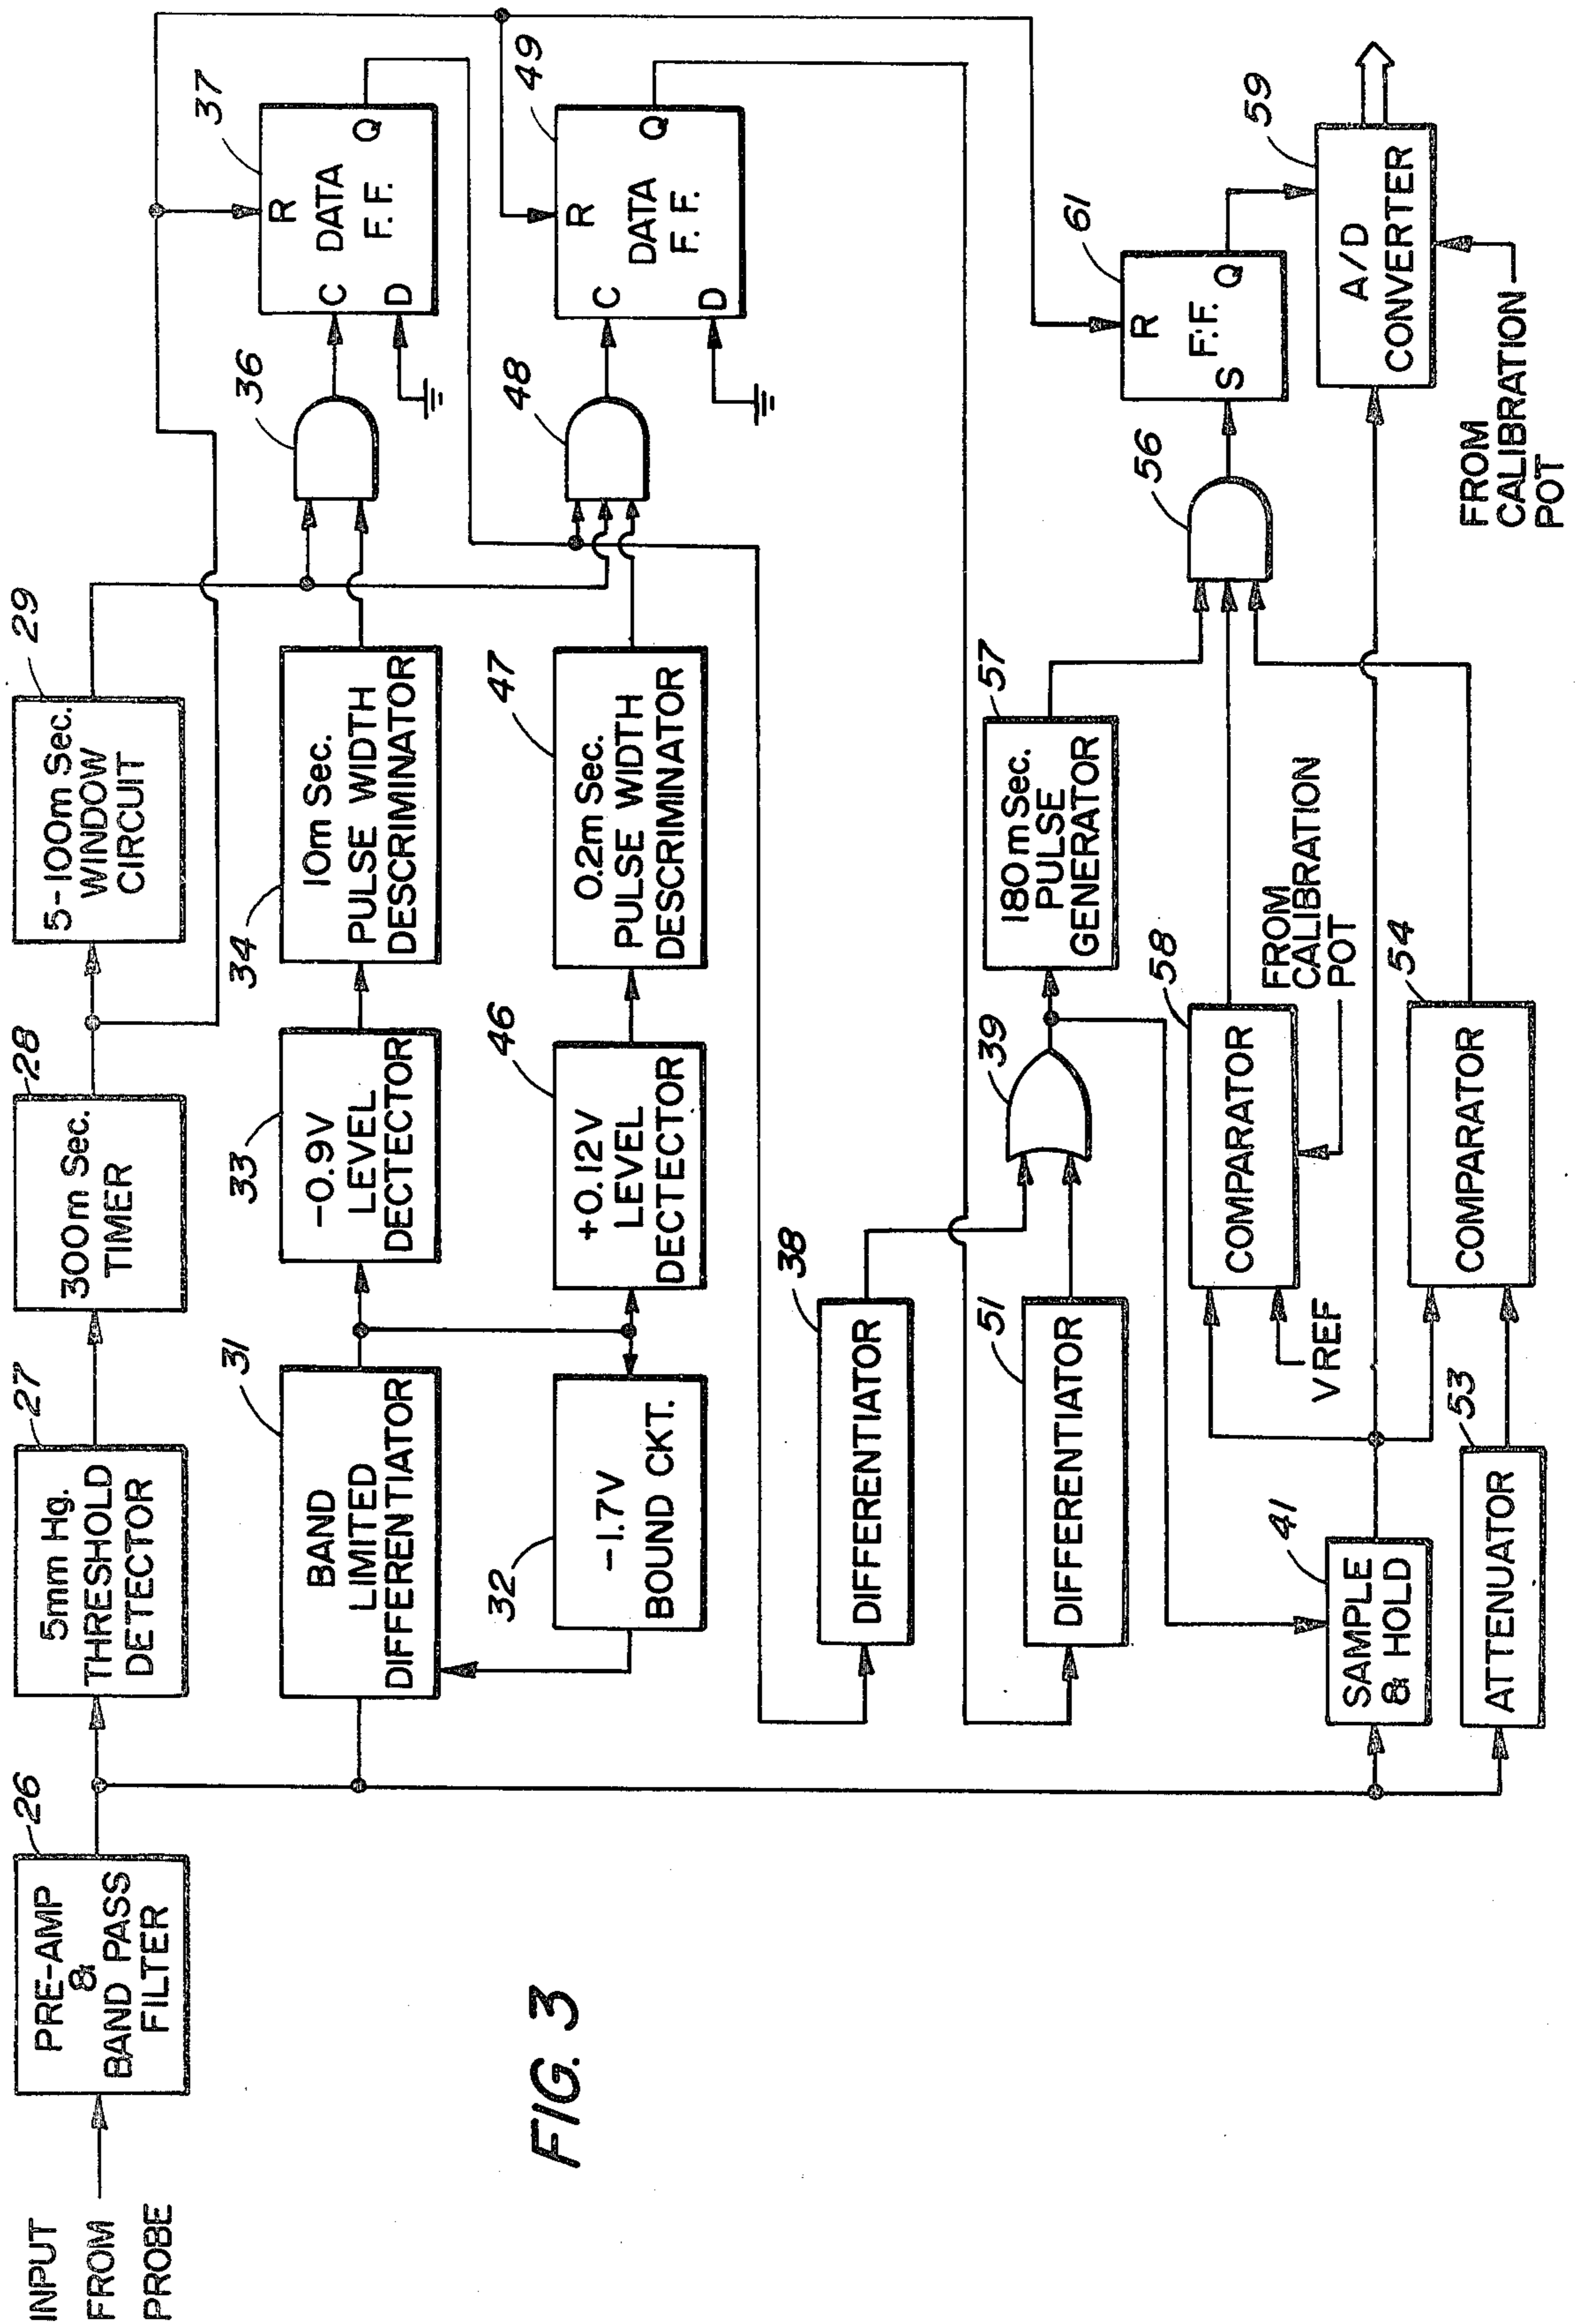 INPUT
FROM
PROBE
26
PRE-AMP
&
BAND PASS
FILTER
27
5mm Hg.
THRESHOLD
DETECTOR
28
300m Sec.
TIMER
29
5-100m Sec.
WINDOW
CIRCUIT
31
BAND
LIMITED
DIFFERENTIATOR
33
-0.9V
LEVEL
DECTECTOR
34
10m Sec.
PULSE WIDTH
DESCRIMINATOR
36
37
R
C DATA
D F.F. Q
32
-1.7V
BOUND CKT.
46
+0.12V
LEVEL
DECTECTOR
47
0.2m Sec.
PULSE WIDTH
DESCRIMINATOR
48
49
R
C DATA
D F.F. Q
38
DIFFERENTIATOR
51
DIFFERENTIATOR
39
57
180mSec.
PULSE
GENERATOR
58
COMPARATOR
VREF
FROM
CALIBRATION
POT
56
61
R
F.F.
S Q
41
SAMPLE
& HOLD
53
ATTENUATOR
54
COMPARATOR
59
A/D
CONVERTER
FROM
CALIBRATION
POT
FIG. 3